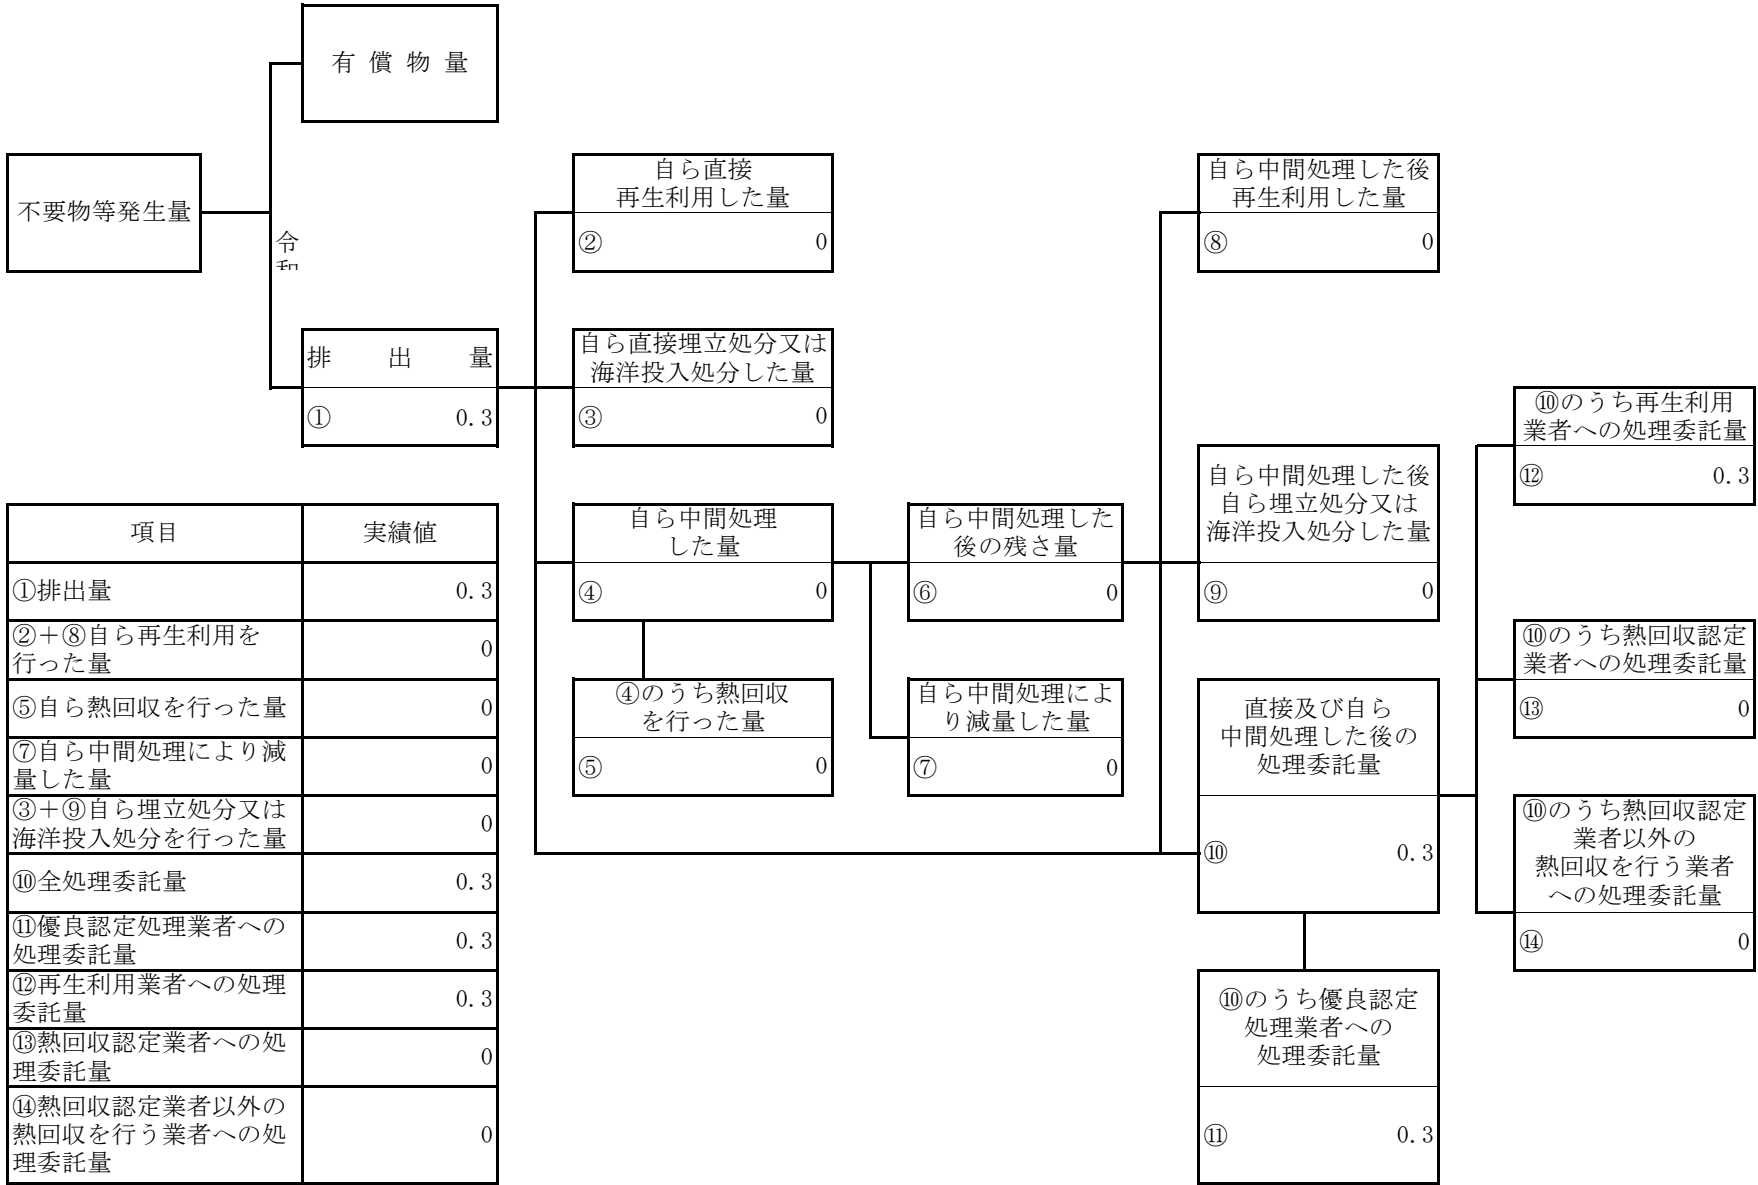 有償物量
不要物等発生量
令
和
自ら直接
再生利用した量
② 0
自ら中間処理した後
再生利用した量
⑧ 0
排出量
① 0.3
自ら直接埋立処分又は
海洋投入処分した量
③ 0
⑩のうち再生利用
業者への処理委託量
⑫ 0.3
自ら中間処理した後
自ら埋立処分又は
海洋投入処分した量
⑨ 0
自ら中間処理
した量
④ 0
自ら中間処理した
後の残さ量
⑥ 0
⑩のうち熱回収認定
業者への処理委託量
⑬ 0
④のうち熱回収
を行った量
⑤ 0
自ら中間処理によ
り減量した量
⑦ 0
直接及び自ら
中間処理した後の
処理委託量
⑩ 0.3
⑩のうち熱回収認定
業者以外の
熱回収を行う業者
への処理委託量
⑭ 0
⑩のうち優良認定
処理業者への
処理委託量
⑪ 0.3
項目 実績値
①排出量 0.3
②＋⑧自ら再生利用を
行った量 0
⑤自ら熱回収を行った量 0
⑦自ら中間処理により減
量した量 0
③＋⑨自ら埋立処分又は
海洋投入処分を行った量 0
⑩全処理委託量 0.3
⑪優良認定処理業者への
処理委託量 0.3
⑫再生利用業者への処理
委託量 0.3
⑬熱回収認定業者への処
理委託量 0
⑭熱回収認定業者以外の
熱回収を行う業者への処
理委託量 0